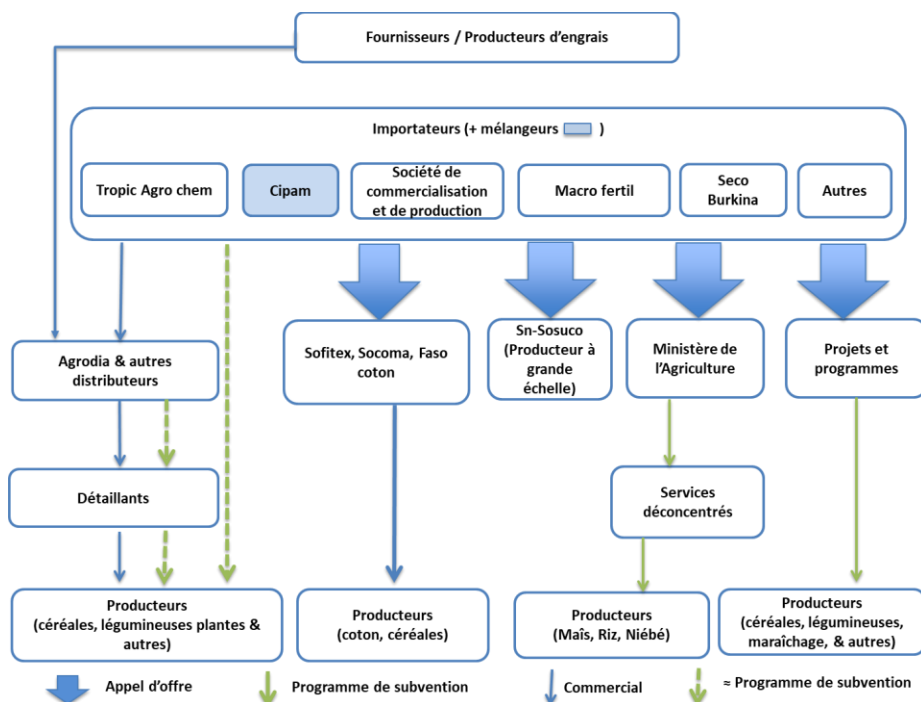 Fournisseurs / Producteurs d'engrais
Importateurs (+ mélangeurs )
Tropic Agro chem
Cipam
Société de
commercialisation
et de production
Macro fertil
Seco
Burkina
Autres
Agrodia & autres
distributeurs
Sofitex, Socoma, Faso
coton
Sn-Sosuco
(Producteur à
grande
échelle)
Ministère de
l'Agriculture
Projets et
programmes
Détaillants
Services
déconcentrés
Producteurs
(céréales, légumineuses plantes &
autres)
Producteurs
(coton, céréales)
Producteurs
(Maîs, Riz, Niébé)
Producteurs
(céréales, légumineuses,
maraîchage, & autres)
Appel d'offre
Programme de subvention
Commercial
≈ Programme de subvention